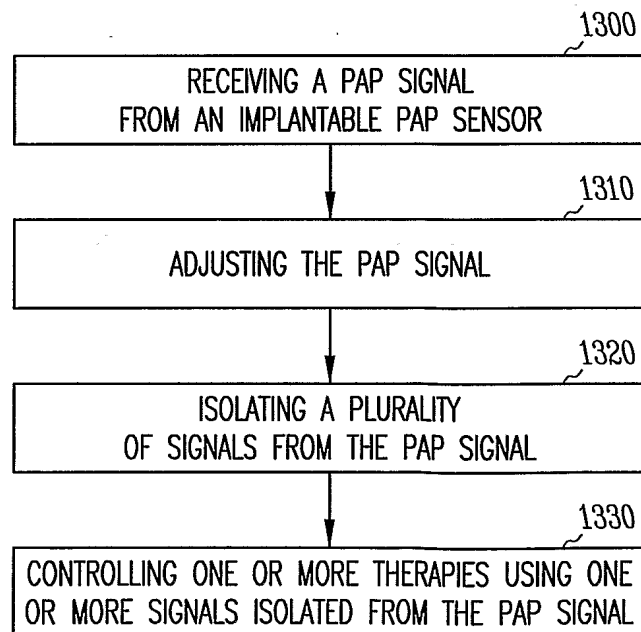 1300
RECEIVING A PAP SIGNAL
FROM AN IMPLANTABLE PAP SENSOR
1310
ADJUSTING THE PAP SIGNAL
1320
ISOLATING A PLURALITY
OF SIGNALS FROM THE PAP SIGNAL
1330
CONTROLLING ONE OR MORE THERAPIES USING ONE
OR MORE SIGNALS ISOLATED FROM THE PAP SIGNAL